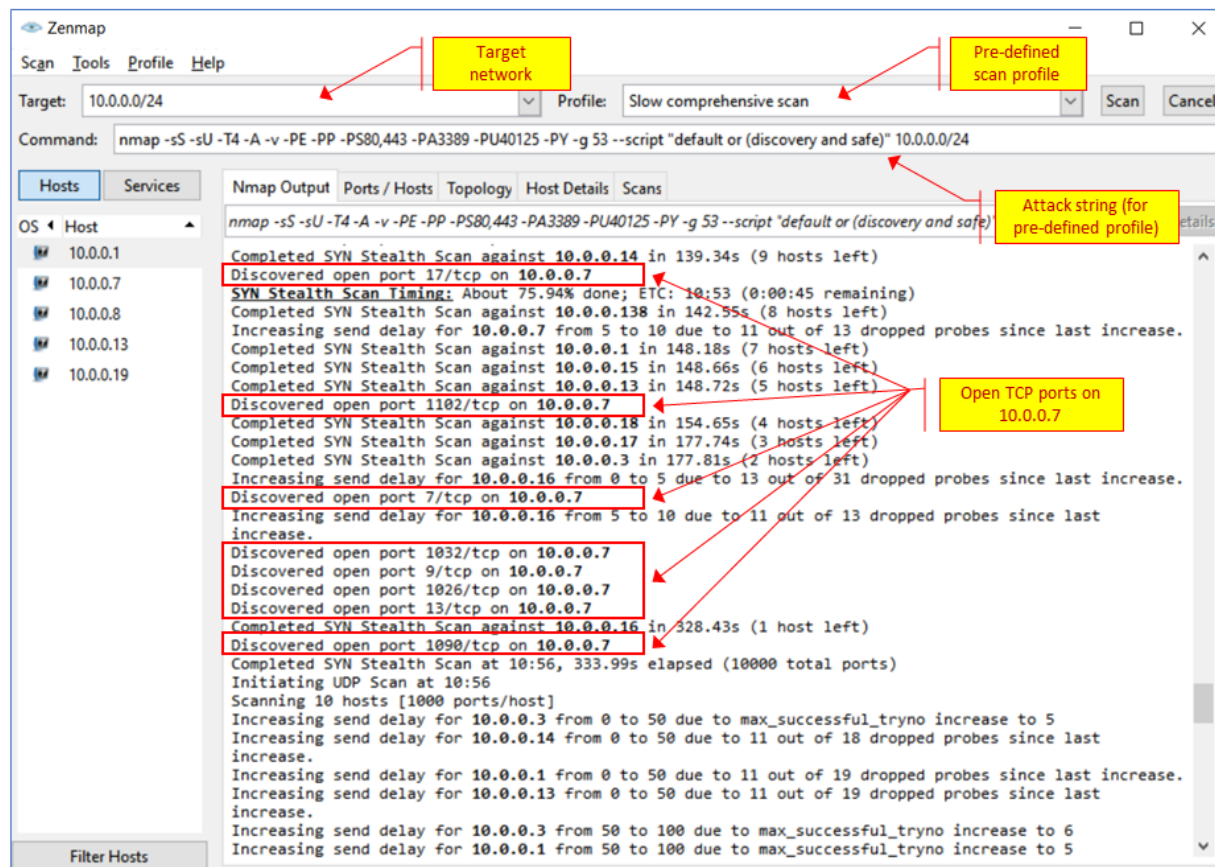 Zenmap
Scan Tools Profile Help
Target network
Pre-defined scan profile
Target: 10.0.0.0/24 Profile: Slow comprehensive scan Scan Cancel
Command: nmap -sS -sU -T4 -A -v -PE -PP -PS80,443 -PA3389 -PU40125 -PY -g 53 --script "default or (discovery and safe)" 10.0.0.0/24
Hosts Services
Nmap Output Ports / Hosts Topology Host Details Scans
Attack string (for pre-defined profile)
OS Host
10.0.0.1
10.0.0.7
10.0.0.8
10.0.0.13
10.0.0.19
nmap -sS -sU -T4 -A -v -PE -PP -PS80,443 -PA3389 -PU40125 -PY -g 53 --script "default or (discovery and safe)" etails
Completed SYN Stealth Scan against 10.0.0.14 in 139.34s (9 hosts left)
Discovered open port 17/tcp on 10.0.0.7
SYN Stealth Scan Timing: About 75.94% done; ETC: 10:53 (0:00:45 remaining)
Completed SYN Stealth Scan against 10.0.0.138 in 142.55s (8 hosts left)
Increasing send delay for 10.0.0.7 from 5 to 10 due to 11 out of 13 dropped probes since last increase.
Completed SYN Stealth Scan against 10.0.0.1 in 148.18s (7 hosts left)
Completed SYN Stealth Scan against 10.0.0.15 in 148.66s (6 hosts left)
Completed SYN Stealth Scan against 10.0.0.13 in 148.72s (5 hosts left)
Discovered open port 1102/tcp on 10.0.0.7
Completed SYN Stealth Scan against 10.0.0.18 in 154.65s (4 hosts left)
Completed SYN Stealth Scan against 10.0.0.17 in 177.74s (3 hosts left)
Completed SYN Stealth Scan against 10.0.0.3 in 177.81s (2 hosts left)
Increasing send delay for 10.0.0.16 from 0 to 5 due to 13 out of 31 dropped probes since last increase.
Discovered open port 7/tcp on 10.0.0.7
Increasing send delay for 10.0.0.16 from 5 to 10 due to 11 out of 13 dropped probes since last
increase.
Discovered open port 1032/tcp on 10.0.0.7
Discovered open port 9/tcp on 10.0.0.7
Discovered open port 1026/tcp on 10.0.0.7
Discovered open port 13/tcp on 10.0.0.7
Completed SYN Stealth Scan against 10.0.0.16 in 328.43s (1 host left)
Discovered open port 1090/tcp on 10.0.0.7
Completed SYN Stealth Scan at 10:56, 333.99s elapsed (10000 total ports)
Initiating UDP Scan at 10:56
Scanning 10 hosts [1000 ports/host]
Increasing send delay for 10.0.0.3 from 0 to 50 due to max_successful_tryno increase to 5
Increasing send delay for 10.0.0.14 from 0 to 50 due to 11 out of 18 dropped probes since last
increase.
Increasing send delay for 10.0.0.1 from 0 to 50 due to 11 out of 19 dropped probes since last increase.
Increasing send delay for 10.0.0.13 from 0 to 50 due to 11 out of 19 dropped probes since last
increase.
Increasing send delay for 10.0.0.3 from 50 to 100 due to max_successful_tryno increase to 6
Increasing send delay for 10.0.0.1 from 50 to 100 due to max_successful_tryno increase to 5
Open TCP ports on 10.0.0.7
Filter Hosts